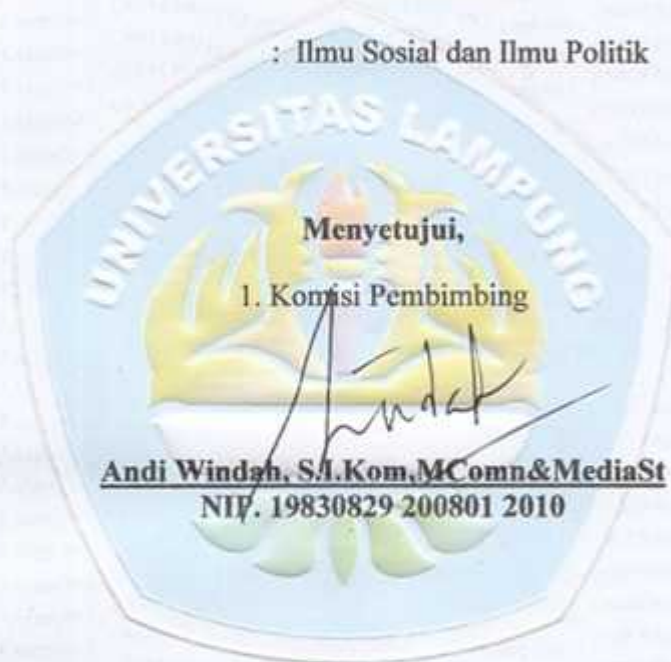 : Ilmu Sosial dan Ilmu Politik
UNIVERSITAS LAMPUNG
Menyetujui,
1. Komisi Pembimbing
Andi Windah, S.I.Kom,MComn&MediaSt
NIP. 19830829 200801 2010